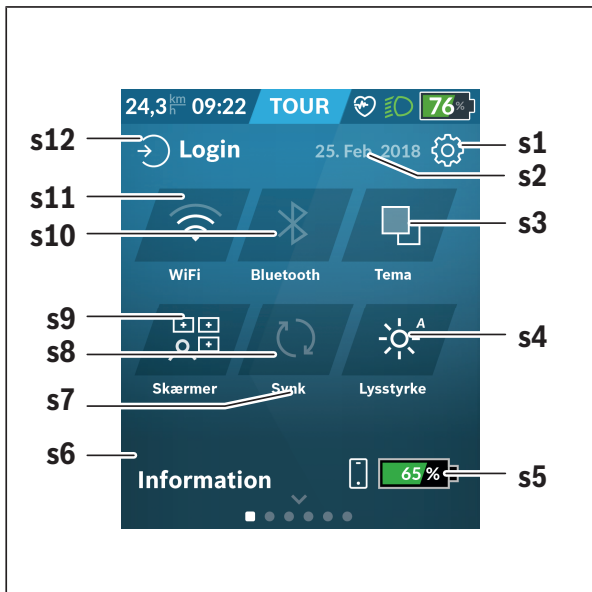 24,3 km/h 09:22 TOUR 76%
s12 Login 25. Feb. 2018 s1
s2
s11
s10 s3
WiFi Bluetooth Tema
s9
s8 s4
Skærmer Synk Lysstyrke
s7
s6
Information 65% s5